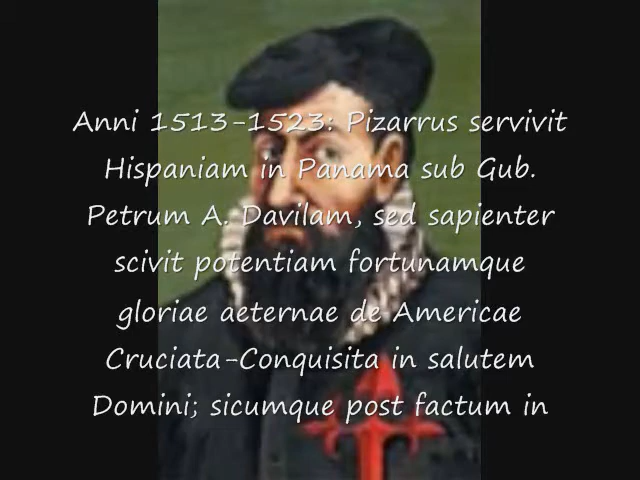 Anni 1513-1523: Pizarrus servivit
Hispaniam in Panama sub Gub.
Petrum A. Davilam, sed sapienter
scivit potentiam fortunamque
gloriae aeternae de Americae
Cruciata-Conquisita in salutem
Domini; sicumque post factum in